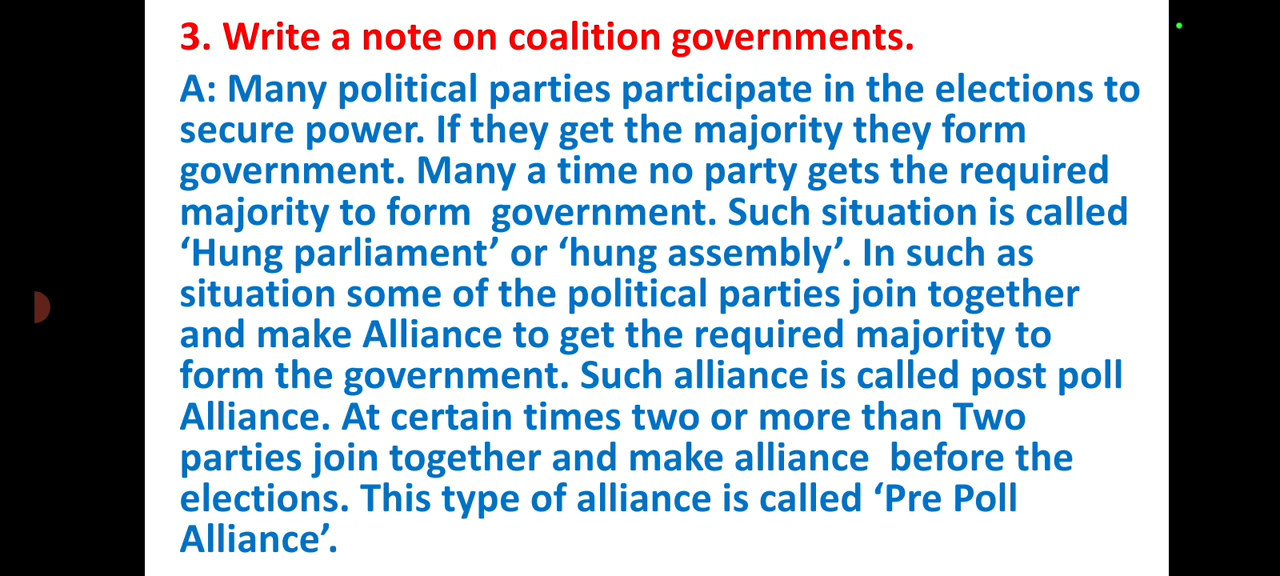 3. Write a note on coalition governments.
A: Many political parties participate in the elections to
secure power. If they get the majority they form
government. Many a time no party gets the required
majority to form  government. Such situation is called
‘Hung parliament’ or ‘hung assembly’. In such as
situation some of the political parties join together
and make Alliance to get the required majority to
form the government. Such alliance is called post poll
Alliance. At certain times two or more than Two
parties join together and make alliance  before the
elections. This type of alliance is called ‘Pre Poll
Alliance’.